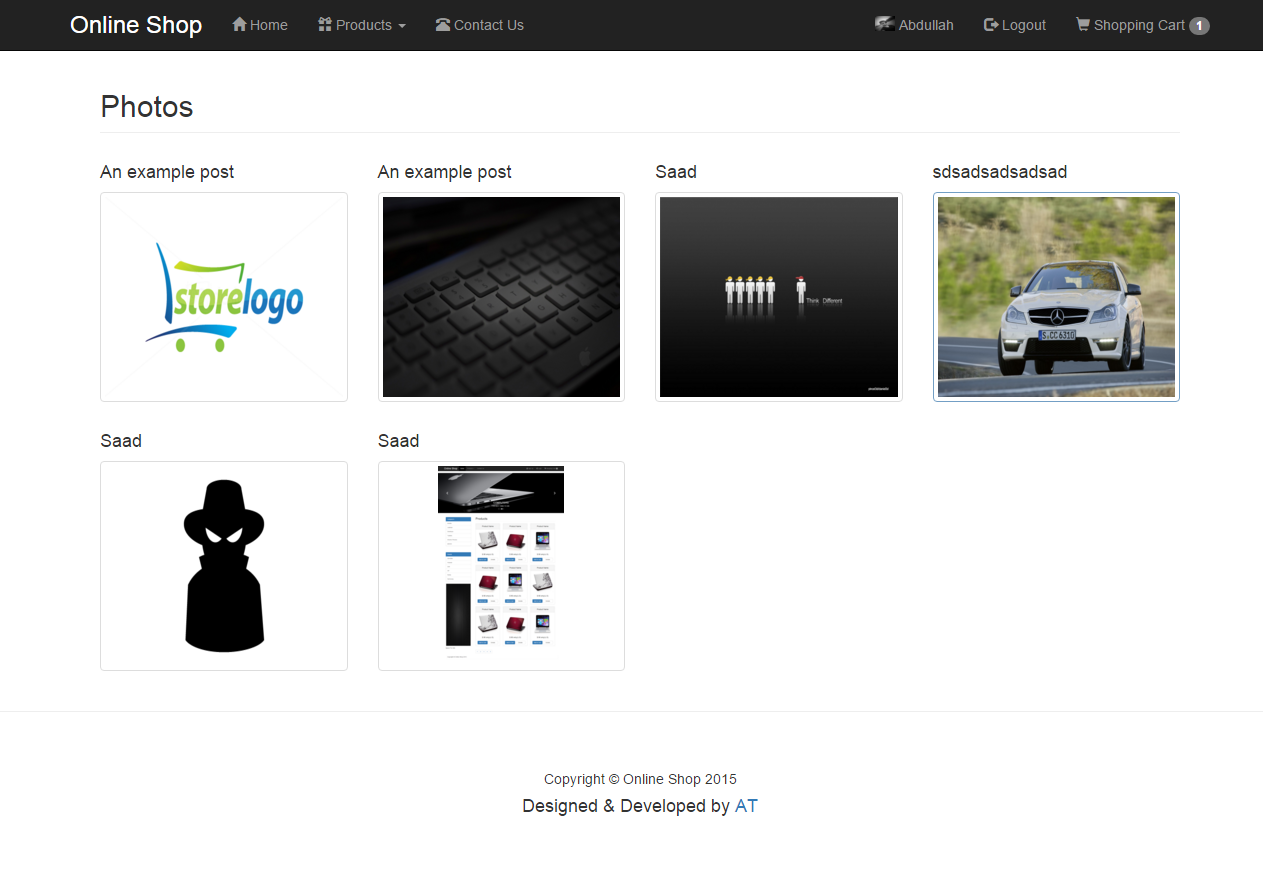 Online Shop Home Products Contact Us Abdullah Logout Shopping Cart 1
Photos
An example post An example post Saad sdsadsadsadsad
storelogo
Think Different
S CC 6310
Saad Saad
Products
Copyright © Online Shop 2015
Designed & Developed by AT